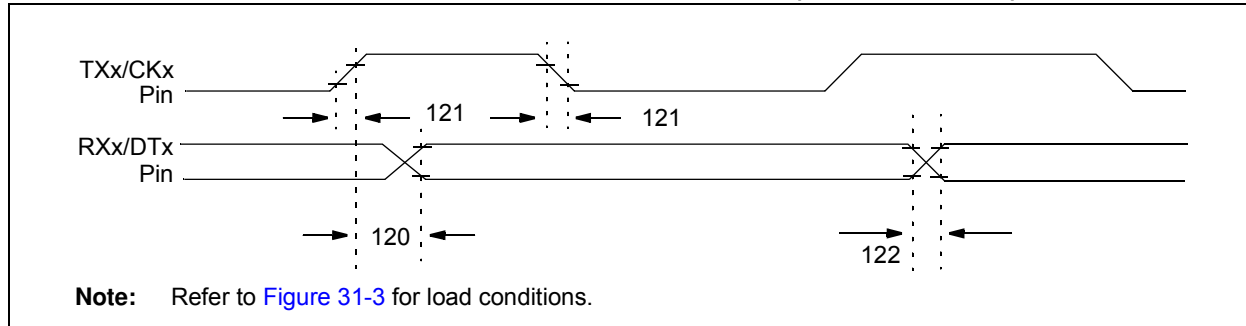 TXx/CKx
Pin
121
121
RXx/DTx
Pin
120
122
Note: Refer to Figure 31-3 for load conditions.